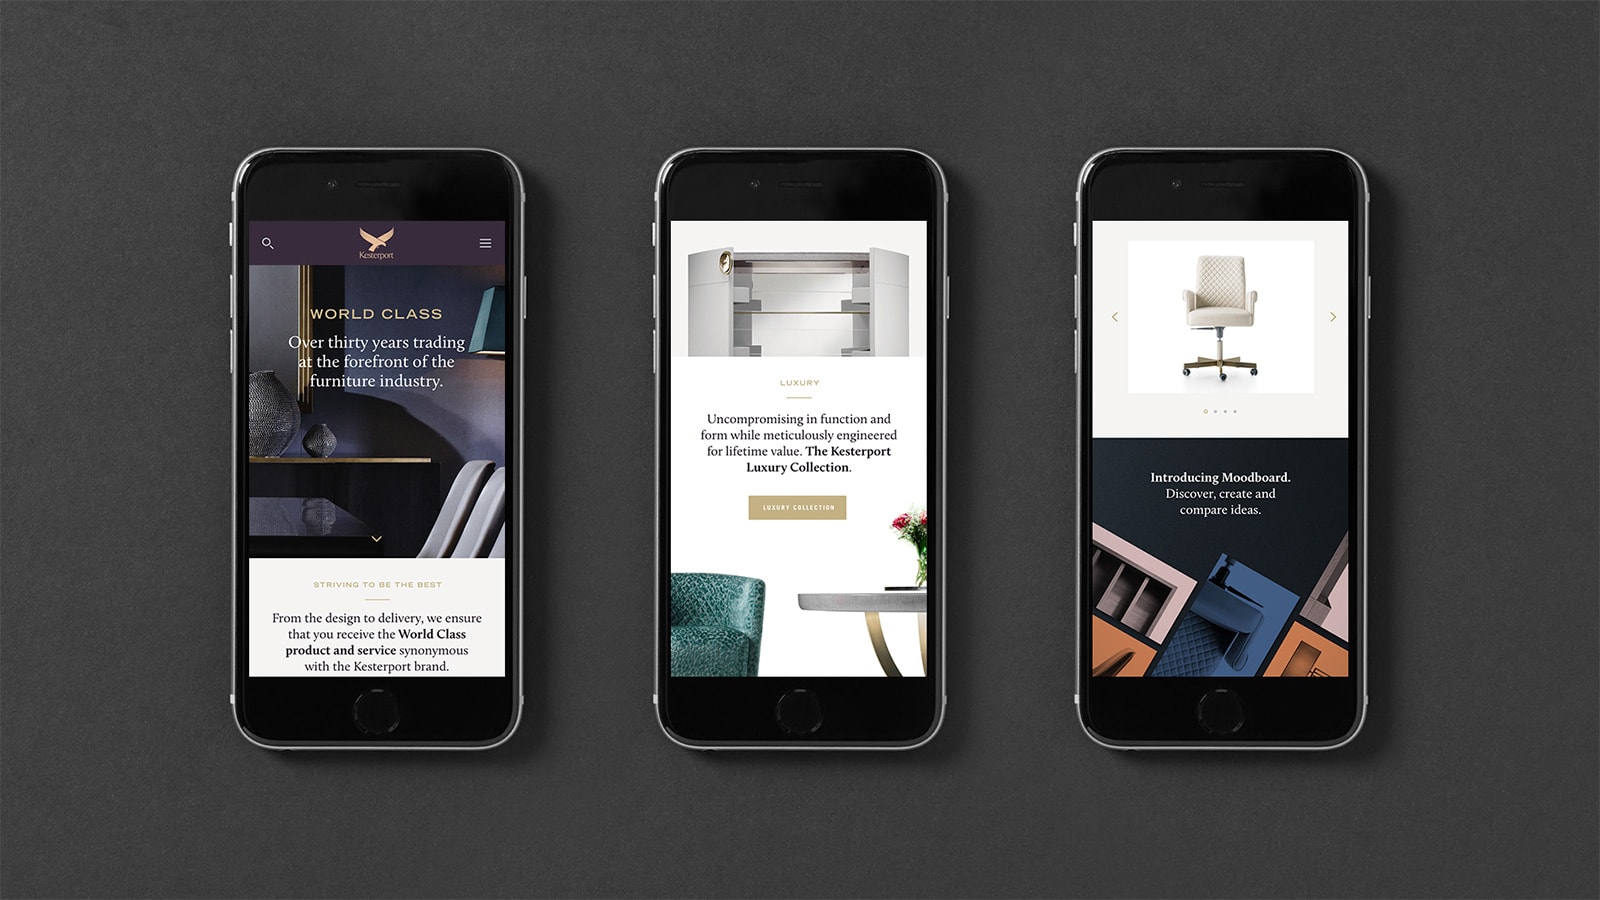 Kesterport
WORLD CLASS
Over thirty years trading
at the forefront of the
furniture industry.
STRIVING TO BE THE BEST
From the design to delivery, we ensure
that you receive the World Class
product and service synonymous
with the Kesterport brand.
LUXURY
Uncompromising in function and
form while meticulously engineered
for lifetime value. The Kesterport
Luxury Collection.
LUXURY COLLECTION
Introducing Moodboard.
Discover, create and
compare ideas.